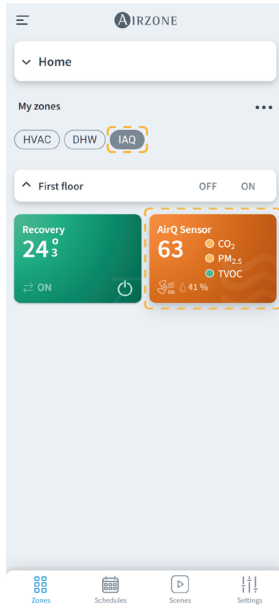 AIRZONE
Home
My zones
HVAC DHW IAQ
First floor OFF ON
Recovery
24°3
ON
AirQ Sensor
63
CO₂
PM₂.₅
TVOC
ON 41 %
Zones Schedules Scenes Settings